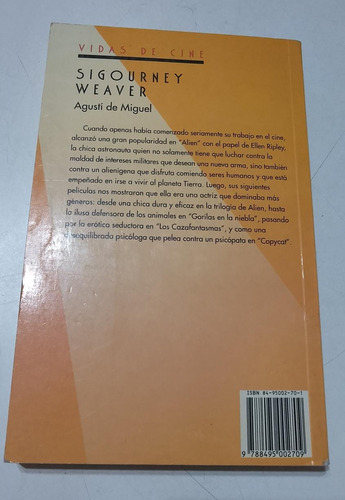 VIDAS DE CINE
SIGOURNEY
WEAVER
Agustí de Miguel
Cuando apenas había comenzado seriamente su trabajo en el cine,
alcanzó una gran popularidad en "Alien" con el papel de Ellen Ripley,
la chica astronauta quien no solamente tiene que luchar contra la
maldad de intereses militares que desean una nueva arma, sino también
contra un alienígena que disfruta comiendo seres humanos y que está
empeñado en irse a vivir al planeta Tierra. Luego, sus siguientes
películas nos mostraron que ella era una actriz que dominaba más
géneros: desde una chica dura y eficaz en la trilogía de Alien, hasta
la ilusa defensora de los animales en "Gorilas en la niebla", pasando
por la erótica seductora en "Los Cazafantasmas", y como una
desequilibrada psicóloga que pelea contra un psicópata en "Copycat".
ISBN 84-95002-70-1
9 788495 002709